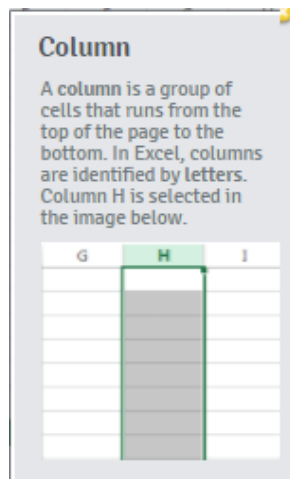 Column
A column is a group of
cells that runs from the
top of the page to the
bottom. In Excel, columns
are identified by letters.
Column H is selected in
the image below.
G H I